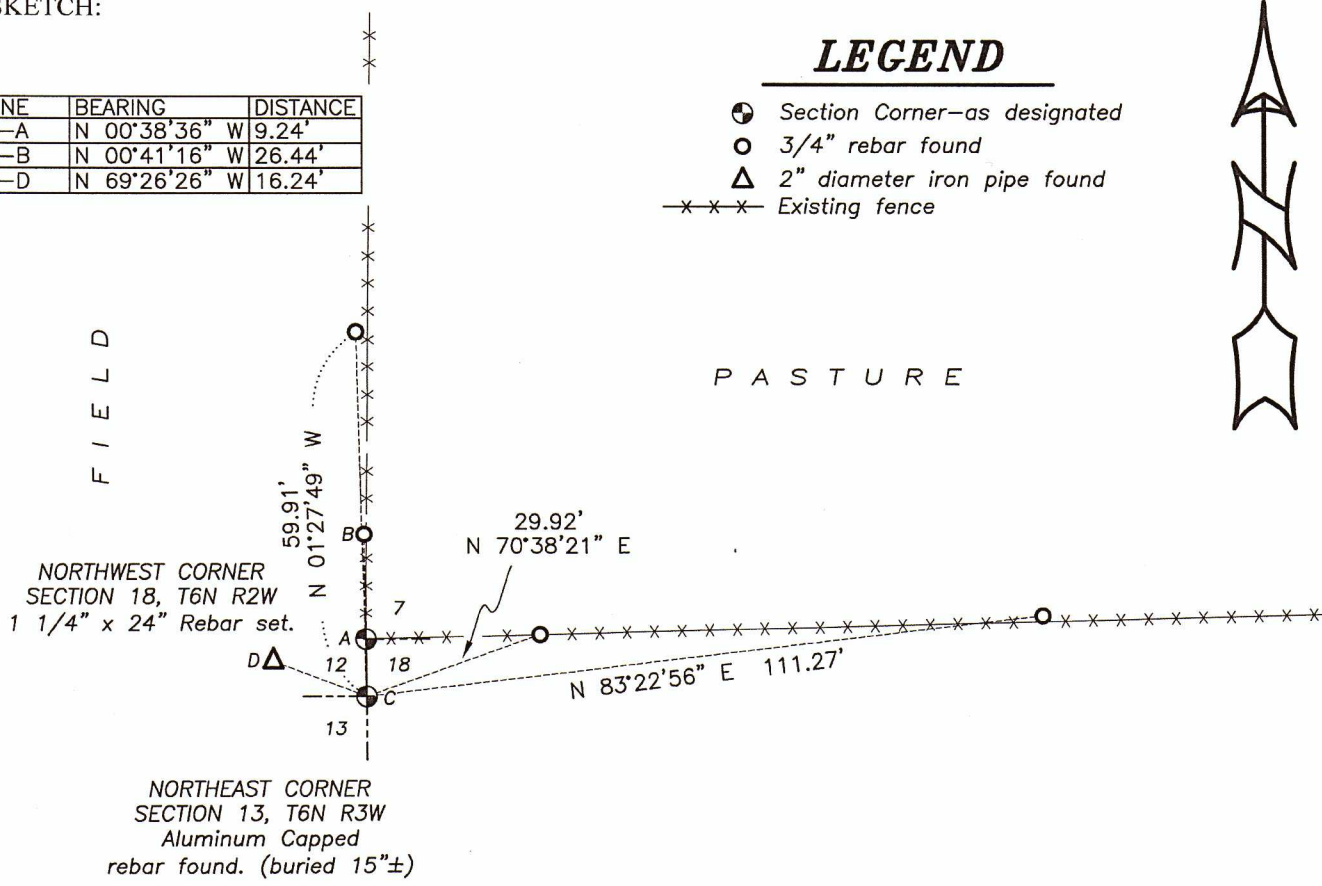 SKETCH:
NE BEARING DISTANCE
–A N 00°38'36" W 9.24'
–B N 00°41'16" W 26.44'
–D N 69°26'26" W 16.24'
LEGEND
Section Corner–as designated
3/4" rebar found
2" diameter iron pipe found
Existing fence
N
FIELD
PASTURE
59.91'
N 01°27'49" W
29.92'
N 70°38'21" E
B
NORTHWEST CORNER
SECTION 18, T6N R2W
1 1/4" x 24" Rebar set.
7
A
D 12 18
C
N 83°22'56" E 111.27'
13
NORTHEAST CORNER
SECTION 13, T6N R3W
Aluminum Capped
rebar found. (buried 15"±)